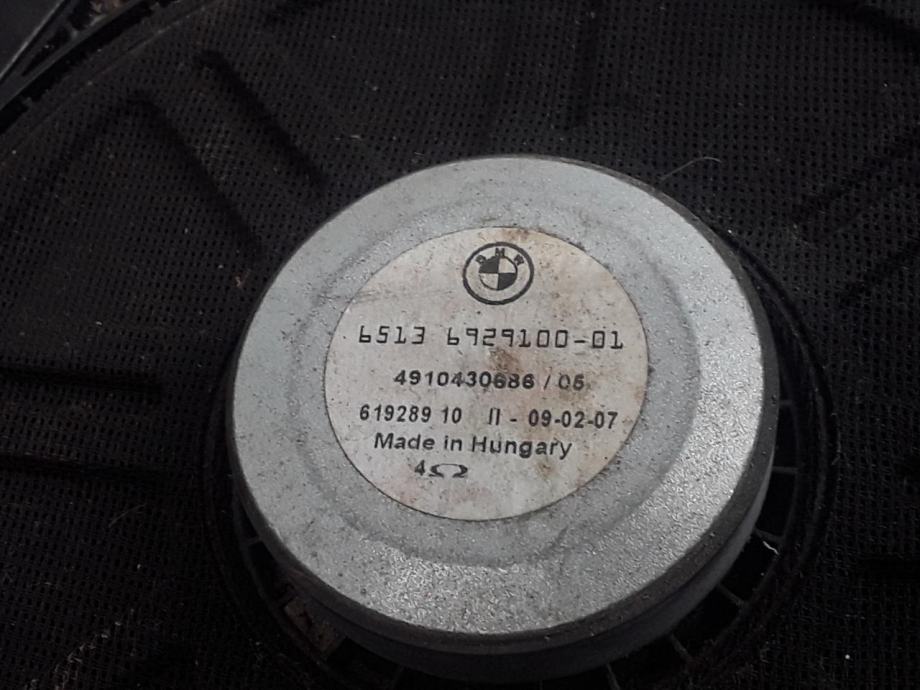 BMW
6513 6929100-01
4910430686 / 05
619289 10 II - 09-02-07
Made in Hungary
4Ω